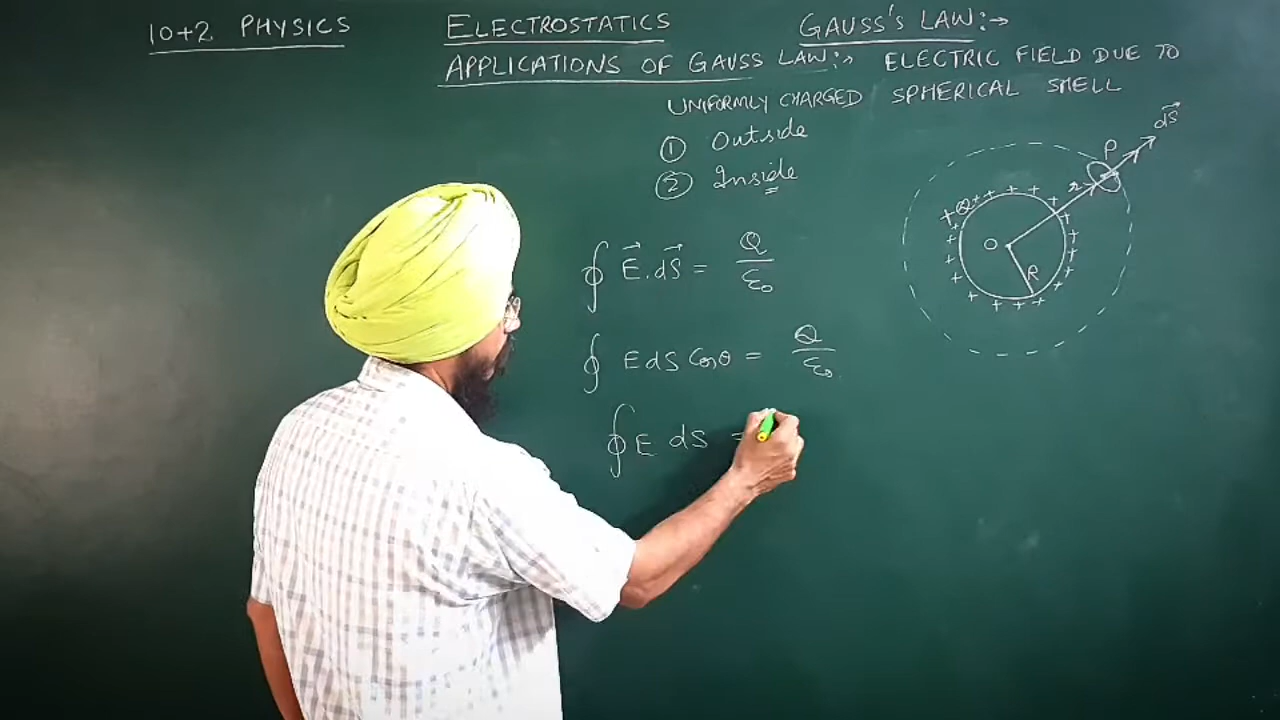 10+2 PHYSICS ELECTROSTATICS GAUSS'S LAW:→
APPLICATIONS OF GAUSS LAW:→ ELECTRIC FIELD DUE TO
UNIFORMLY CHARGED SPHERICAL SHELL
① Outside
② Inside
∮ E⃗.dS⃗ = Q/ε₀
∮ E dS Cosθ = Q/ε₀
∮ E dS =
dS⃗
P
r
Q
O
R